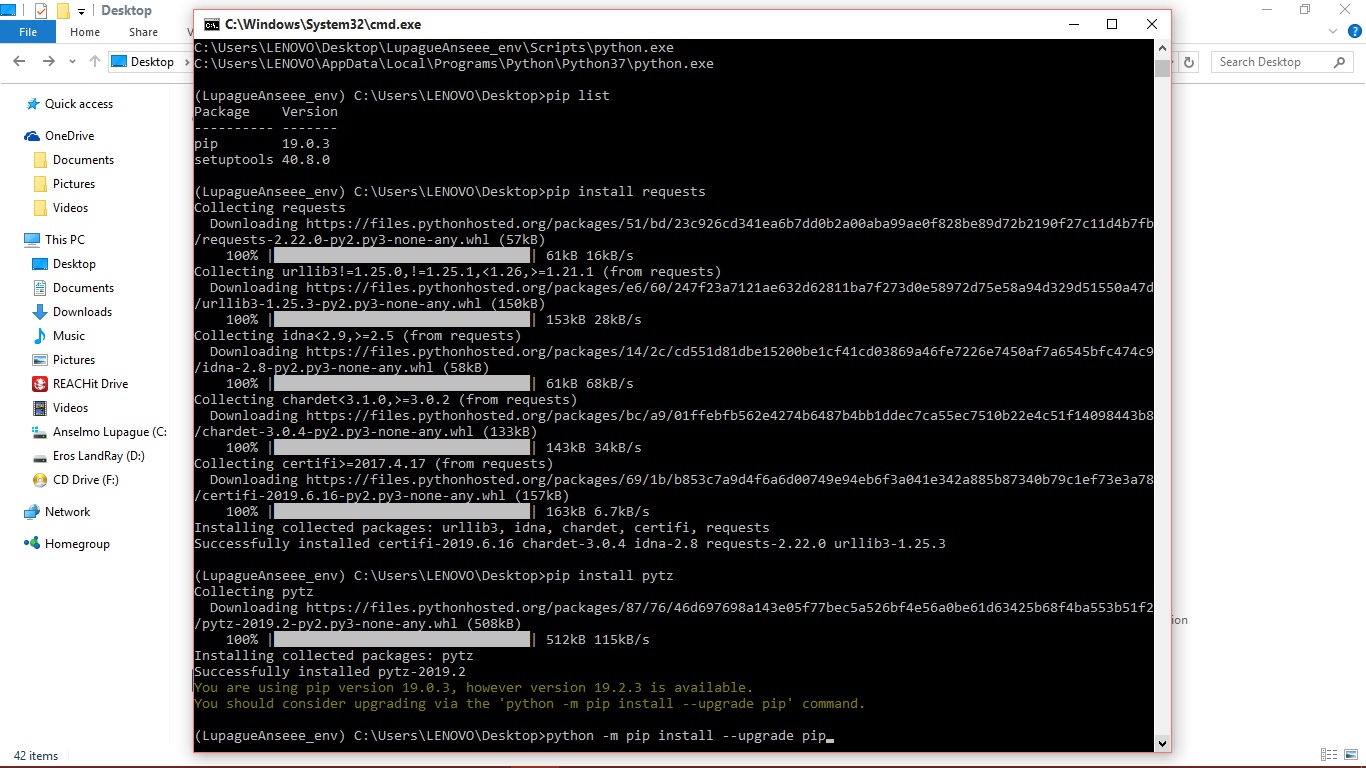 Desktop
File
Home
Share
Desktop
Search Desktop
Quick access
OneDrive
Documents
Pictures
Videos
This PC
Desktop
Documents
Downloads
Music
Pictures
REACHit Drive
Videos
Anselmo Lupague (C:
Eros LandRay (D:)
CD Drive (F:)
Network
Homegroup
42 items
C:\Windows\System32\cmd.exe
C:\Users\LENOVO\Desktop\LupagueAnseee_env\Scripts\python.exe
C:\Users\LENOVO\AppData\Local\Programs\Python\Python37\python.exe
(LupagueAnseee_env) C:\Users\LENOVO\Desktop>pip list
Package    Version
---------- -------
pip        19.0.3
setuptools 40.8.0
(LupagueAnseee_env) C:\Users\LENOVO\Desktop>pip install requests
Collecting requests
  Downloading https://files.pythonhosted.org/packages/51/bd/23c926cd341ea6b7dd0b2a00aba99ae0f828be89d72b2190f27c11d4b7fb
/requests-2.22.0-py2.py3-none-any.whl (57kB)
    100% |                                | 61kB 16kB/s
Collecting urllib3!=1.25.0,!=1.25.1,<1.26,>=1.21.1 (from requests)
  Downloading https://files.pythonhosted.org/packages/e6/60/247f23a7121ae632d62811ba7f273d0e58972d75e58a94d329d51550a47d
/urllib3-1.25.3-py2.py3-none-any.whl (150kB)
    100% |                                | 153kB 28kB/s
Collecting idna<2.9,>=2.5 (from requests)
  Downloading https://files.pythonhosted.org/packages/14/2c/cd551d81dbe15200be1cf41cd03869a46fe7226e7450af7a6545bfc474c9
/idna-2.8-py2.py3-none-any.whl (58kB)
    100% |                                | 61kB 68kB/s
Collecting chardet<3.1.0,>=3.0.2 (from requests)
  Downloading https://files.pythonhosted.org/packages/bc/a9/01ffebfb562e4274b6487b4bb1ddec7ca55ec7510b22e4c51f14098443b8
/chardet-3.0.4-py2.py3-none-any.whl (133kB)
    100% |                                | 143kB 34kB/s
Collecting certifi>=2017.4.17 (from requests)
  Downloading https://files.pythonhosted.org/packages/69/1b/b853c7a9d4f6a6d00749e94eb6f3a041e342a885b87340b79c1ef73e3a78
/certifi-2019.6.16-py2.py3-none-any.whl (157kB)
    100% |                                | 163kB 6.7kB/s
Installing collected packages: urllib3, idna, chardet, certifi, requests
Successfully installed certifi-2019.6.16 chardet-3.0.4 idna-2.8 requests-2.22.0 urllib3-1.25.3
(LupagueAnseee_env) C:\Users\LENOVO\Desktop>pip install pytz
Collecting pytz
  Downloading https://files.pythonhosted.org/packages/87/76/46d697698a143e05f77bec5a526bf4e56a0be61d63425b68f4ba553b51f2
/pytz-2019.2-py2.py3-none-any.whl (508kB)
    100% |                                | 512kB 115kB/s
Installing collected packages: pytz
Successfully installed pytz-2019.2
You are using pip version 19.0.3, however version 19.2.3 is available.
You should consider upgrading via the 'python -m pip install --upgrade pip' command.
(LupagueAnseee_env) C:\Users\LENOVO\Desktop>python -m pip install --upgrade pip